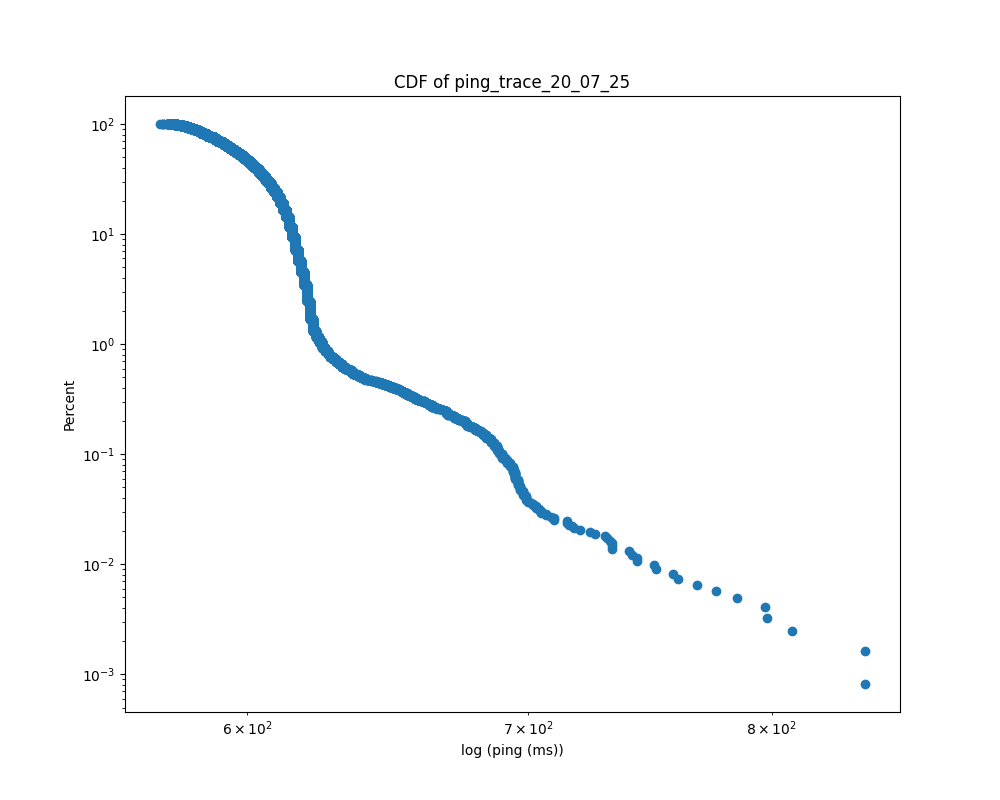 CDF of ping_trace_20_07_25
Percent
10²
10¹
10⁰
10⁻¹
10⁻²
10⁻³
6 × 10²
7 × 10²
8 × 10²
log (ping (ms))